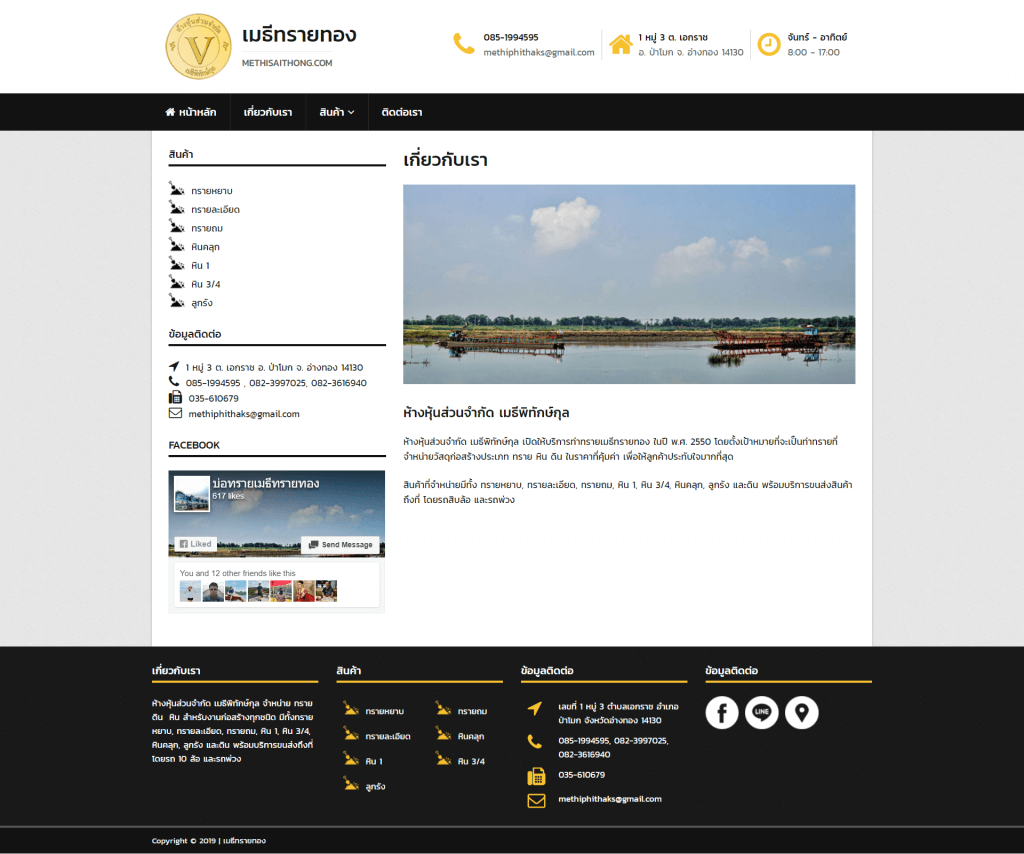 ห้างหุ้นส่วนจำกัด
V
เมธีพิทักษ์กุล
เมธีทรายทอง
METHISAITHONG.COM
085-1994595
methiphithaks@gmail.com
1 หมู่ 3 ต. เอกราช
อ. ป่าโมก จ. อ่างทอง 14130
จันทร์ - อาทิตย์
8:00 - 17:00
หน้าหลัก
เกี่ยวกับเรา
สินค้า
ติดต่อเรา
สินค้า
ทรายหยาบ
ทรายละเอียด
ทรายถม
หินคลุก
หิน 1
หิน 3/4
ลูกรัง
ข้อมูลติดต่อ
1 หมู่ 3 ต. เอกราช อ. ป่าโมก จ. อ่างทอง 14130
085-1994595 , 082-3997025, 082-3616940
035-610679
methiphithaks@gmail.com
FACEBOOK
บ่อทรายเมธีทรายทอง
617 likes
Liked
Send Message
You and 12 other friends like this
เกี่ยวกับเรา
ห้างหุ้นส่วนจำกัด เมธีพิทักษ์กุล
ห้างหุ้นส่วนจำกัด เมธีพิทักษ์กุล เปิดให้บริการท่าทรายเมธีทรายทอง ในปี พ.ศ. 2550 โดยตั้งเป้าหมายที่จะเป็นท่าทรายที่
จำหน่ายวัสดุก่อสร้างประเภท ทราย หิน ดิน ในราคาที่คุ้มค่า เพื่อให้ลูกค้าประทับใจมากที่สุด
สินค้าที่จำหน่ายมีทั้ง ทรายหยาบ, ทรายละเอียด, ทรายถม, หิน 1, หิน 3/4, หินคลุก, ลูกรัง และดิน พร้อมบริการขนส่งสินค้า
ถึงที่ โดยรถสิบล้อ และรถพ่วง
เกี่ยวกับเรา
ห้างหุ้นส่วนจำกัด เมธีพิทักษ์กุล จำหน่าย ทราย
ดิน หิน สำหรับงานก่อสร้างทุกชนิด มีทั้งทราย
หยาบ, ทรายละเอียด, ทรายถม, หิน 1, หิน 3/4,
หินคลุก, ลูกรัง และดิน พร้อมบริการขนส่งถึงที่
โดยรถ 10 ล้อ และรถพ่วง
สินค้า
ทรายหยาบ
ทรายถม
ทรายละเอียด
หินคลุก
หิน 1
หิน 3/4
ลูกรัง
ข้อมูลติดต่อ
เลขที่ 1 หมู่ 3 ตำบลเอกราช อำเภอ
ป่าโมก จังหวัดอ่างทอง 14130
085-1994595, 082-3997025,
082-3616940
035-610679
methiphithaks@gmail.com
ข้อมูลติดต่อ
LINE
Copyright © 2019 | เมธีทรายทอง